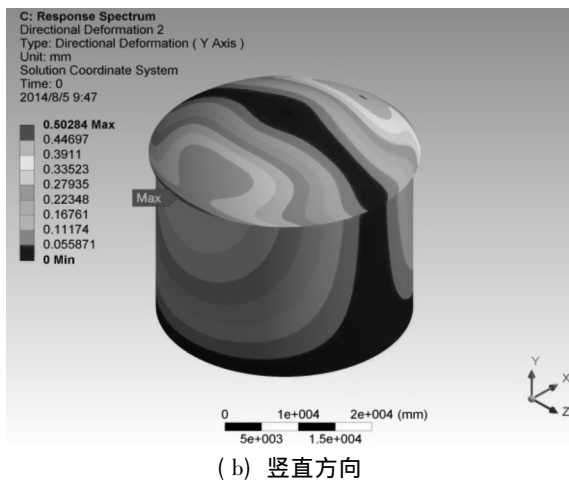 C: Response Spectrum
Directional Deformation 2
Type: Directional Deformation ( Y Axis )
Unit: mm
Solution Coordinate System
Time: 0
2014/8/5 9:47
0.50284 Max
0.44697
0.3911
0.33523
0.27935
0.22348
0.16761
0.11174
0.055871
0 Min
Max
Y
X
Z
0 1e+004 2e+004 (mm)
5e+003 1.5e+004
( b) 竖直方向